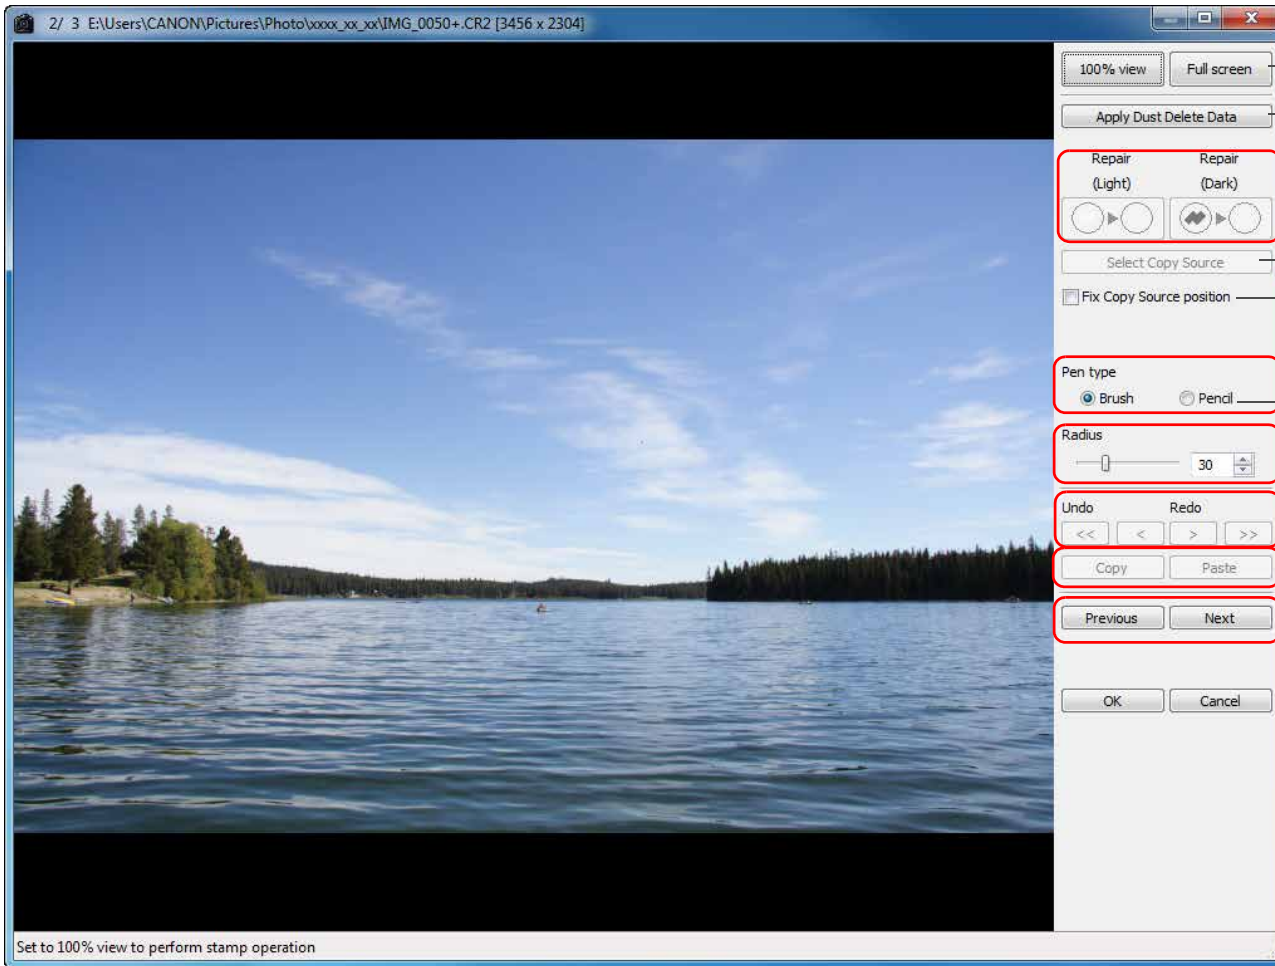 2/ 3 E:\Users\CANON\Pictures\Photo\xxxx_xx_xx\IMG_0050+.CR2 [3456 x 2304]
100% view Full screen
Apply Dust Delete Data
Repair Repair
(Light) (Dark)
Select Copy Source
Fix Copy Source position
Pen type
Brush Pencil
Radius
30
Undo Redo
<< < > >>
Copy Paste
Previous Next
OK Cancel
Set to 100% view to perform stamp operation